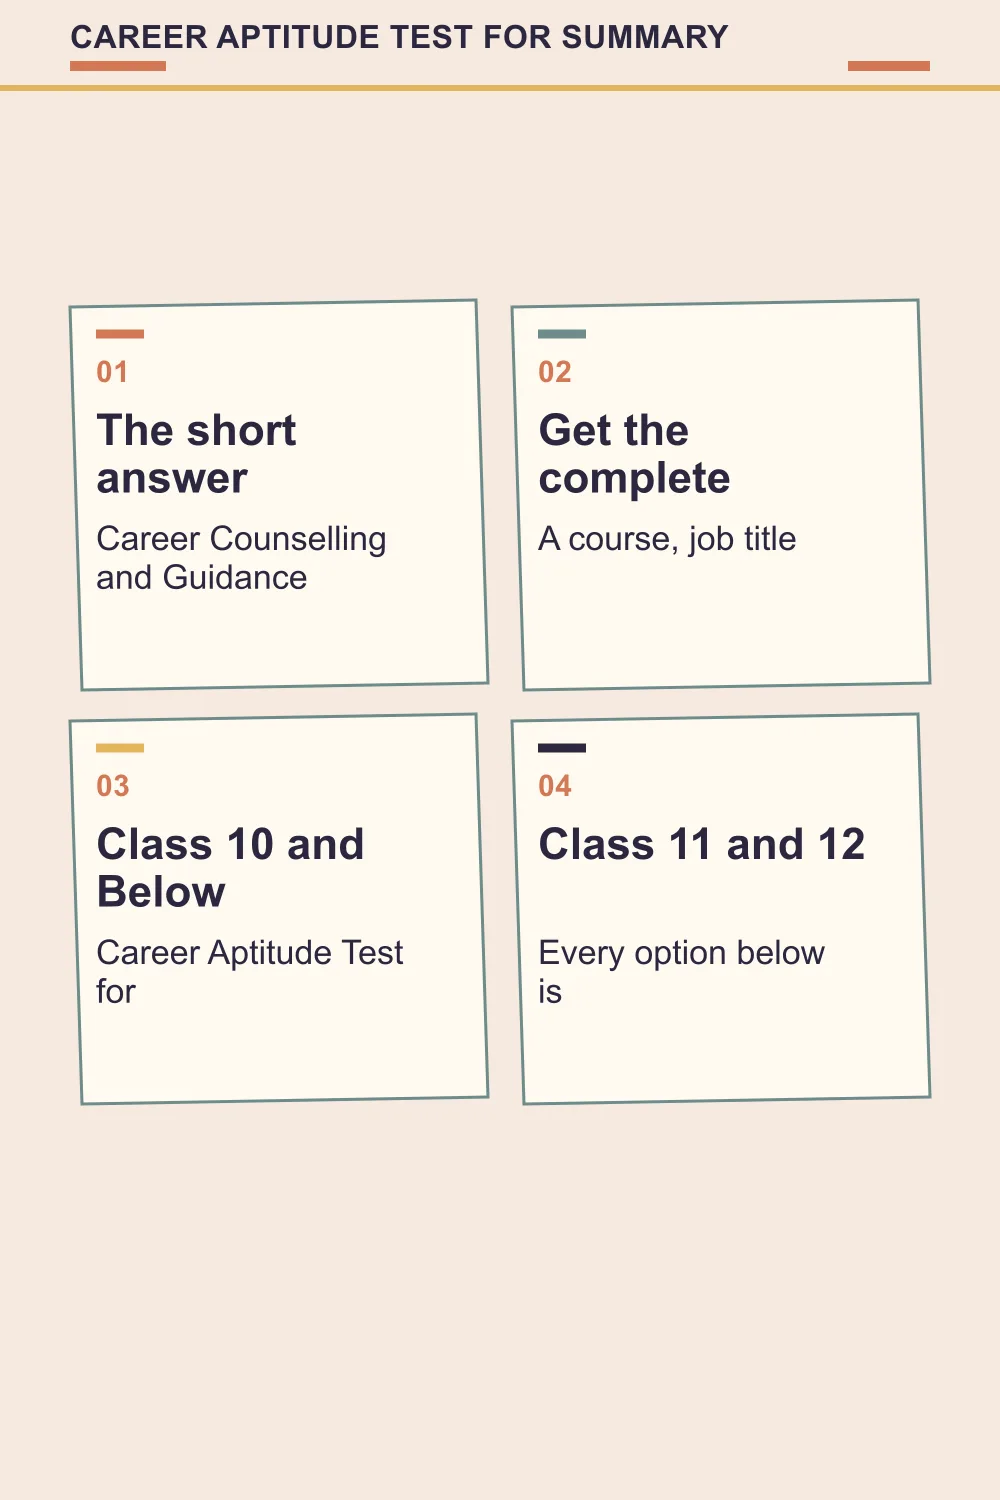 CAREER APTITUDE TEST FOR SUMMARY
01
The short
answer
Career Counselling
and Guidance
02
Get the
complete
A course, job title
03
Class 10 and
Below
Career Aptitude Test
for
04
Class 11 and 12
Every option below
is